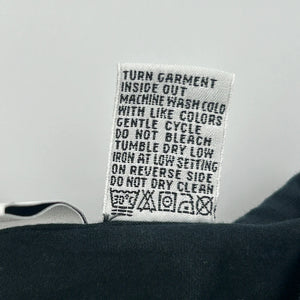 TURN GARMENT
INSIDE OUT
MACHINE WASH COLD
WITH LIKE COLORS
GENTLE CYCLE
DO NOT BLEACH
TUMBLE DRY LOW
IRON AT LOW SETTING
ON REVERSE SIDE
DO NOT DRY CLEAN
30°